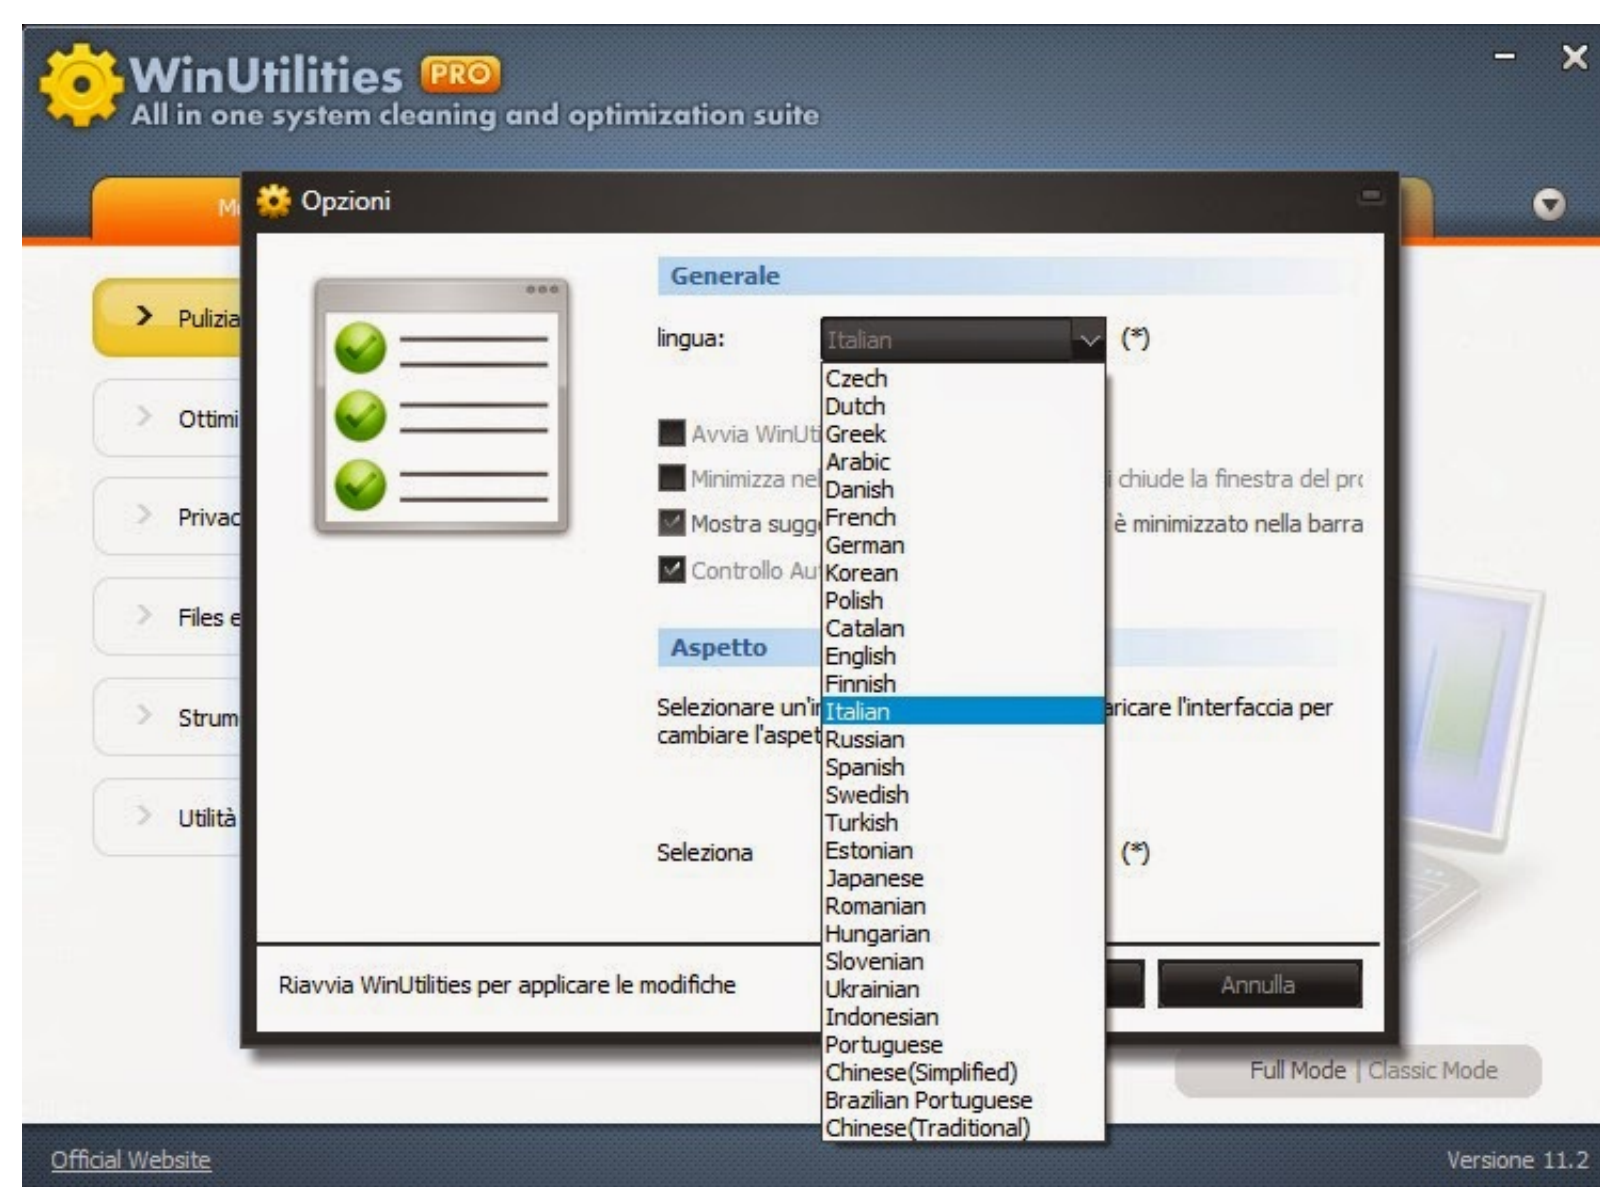 WinUtilities PRO
All in one system cleaning and optimization suite
Opzioni
Generale
lingua: Italian (*)
Czech
Dutch
Greek
Arabic
Danish
French
German
Korean
Polish
Catalan
English
Finnish
Italian
Russian
Spanish
Swedish
Turkish
Estonian
Japanese
Romanian
Hungarian
Slovenian
Ukrainian
Indonesian
Portuguese
Chinese(Simplified)
Brazilian Portuguese
Chinese(Traditional)
Avvia WinUti
Minimizza nel i chiude la finestra del pro
Mostra sugge è minimizzato nella barra
Controllo Au
Aspetto
Selezionare un'in aricare l'interfaccia per
cambiare l'aspet
Seleziona (*)
Riavvia WinUtilities per applicare le modifiche
Annulla
Pulizia
Ottimi
Privac
Files e
Strum
Utilità
Full Mode | Classic Mode
Official Website
Versione 11.2